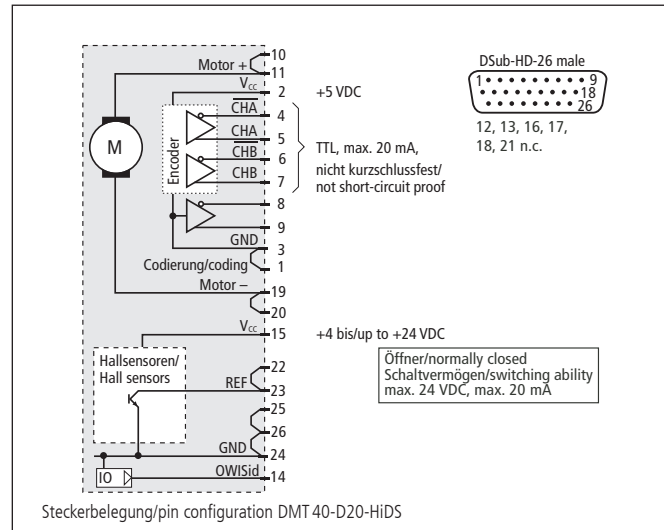 10
Motor +
11
DSub-HD-26 male
1 9
18
26
12, 13, 16, 17,
18, 21 n.c.
Vcc
2 +5 VDC
CHA
4
CHA
5
CHB
6
CHB
7
TTL, max. 20 mA,
nicht kurzschlussfest/
not short-circuit proof
M
Encoder
8
9
GND
3
Codierung/coding
1
Motor –
19
20
Vcc
15 +4 bis/up to +24 VDC
Hallsensoren/
Hall sensors
Öffner/normally closed
Schaltvermögen/switching ability
max. 24 VDC, max. 20 mA
22
REF
23
25
26
GND
24
IO
OWISid
14
Steckerbelegung/pin configuration DMT 40-D20-HiDS